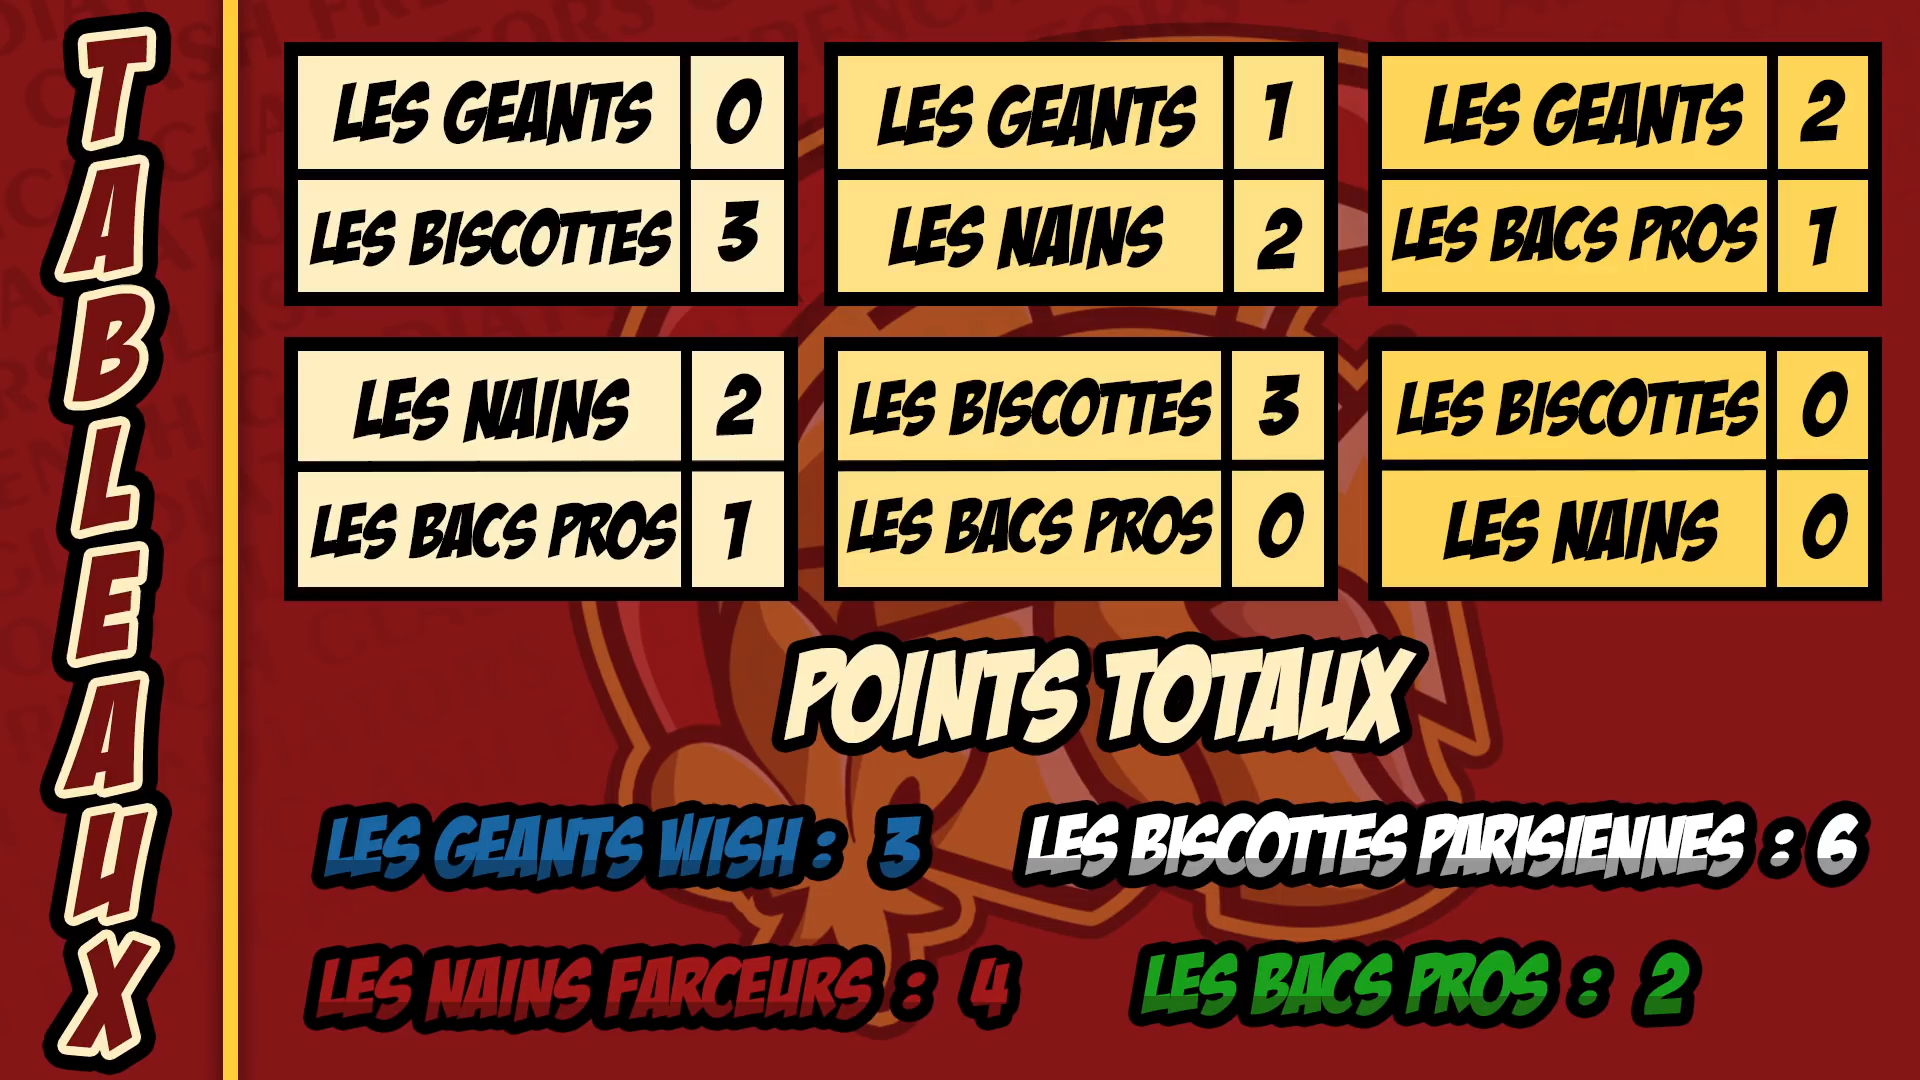 TABLEAUX
LES GEANTS 0
LES BISCOTTES 3
LES GEANTS 1
LES NAINS 2
LES GEANTS 2
LES BACS PROS 1
LES NAINS 2
LES BACS PROS 1
LES BISCOTTES 3
LES BACS PROS 0
LES BISCOTTES 0
LES NAINS 0
POINTS TOTAUX
LES GEANTS WISH : 3
LES BISCOTTES PARISIENNES : 6
LES NAINS FARCEURS : 4
LES BACS PROS : 2